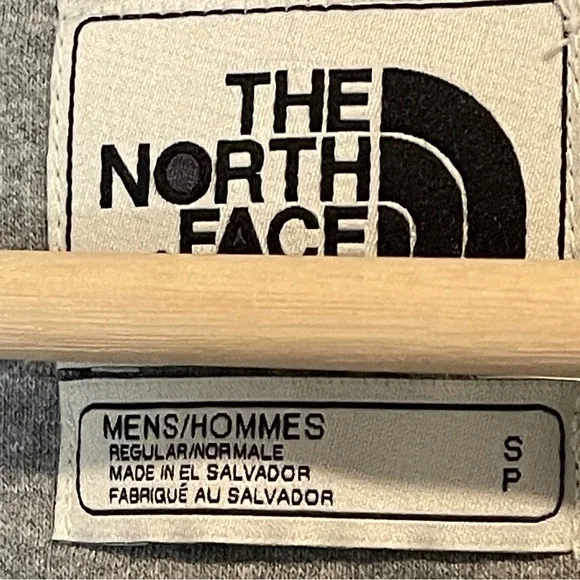 THE
NORTH
FACE
MENS/HOMMES
REGULAR/NORMALE S
MADE IN EL SALVADOR P
FABRIQUÉ AU SALVADOR